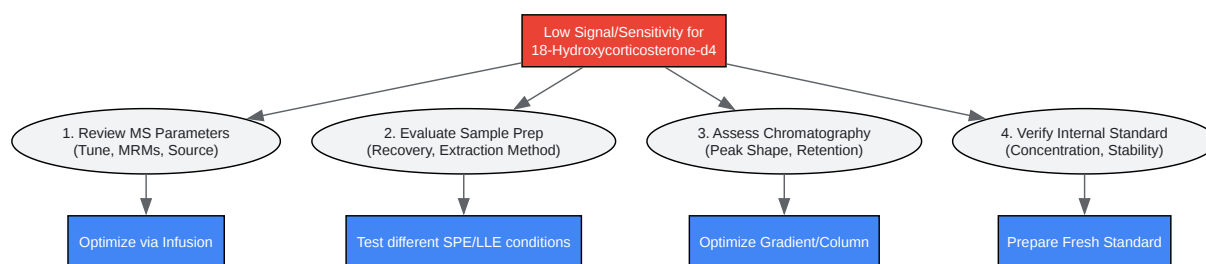 Low Signal/Sensitivity for
18-Hydroxycorticosterone-d4
1. Review MS Parameters
(Tune, MRMs, Source)
2. Evaluate Sample Prep
(Recovery, Extraction Method)
3. Assess Chromatography
(Peak Shape, Retention)
4. Verify Internal Standard
(Concentration, Stability)
Optimize via Infusion
Test different SPE/LLE conditions
Optimize Gradient/Column
Prepare Fresh Standard